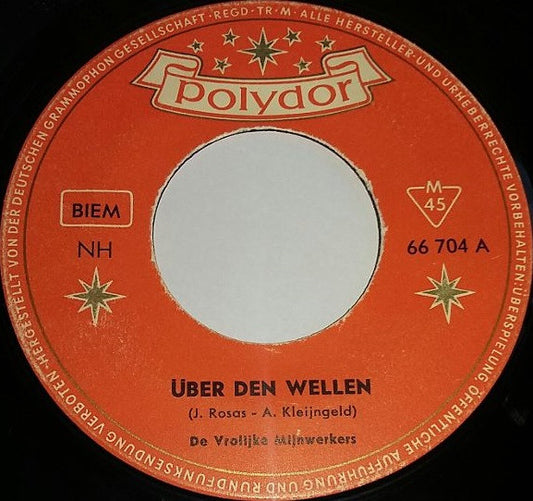 HERGESTELLT VON DER DEUTSCHEN GRAMMOPHON GESELLSCHAFT · REGD·TR·M·ALLE HERSTELLER-UND URHEBERRECHTE VORBEHALTEN: ÜBERSPIELUNG, ÖFFENTLICHE AUFFÜHRUNG UND RUNDFUNKSENDUNG VERBOTEN·
Polydor
BIEM
NH
M
45
66 704 A
ÜBER DEN WELLEN
(J. Rosas - A. Kleijngeld)
De Vrolijke Mijnwerkers